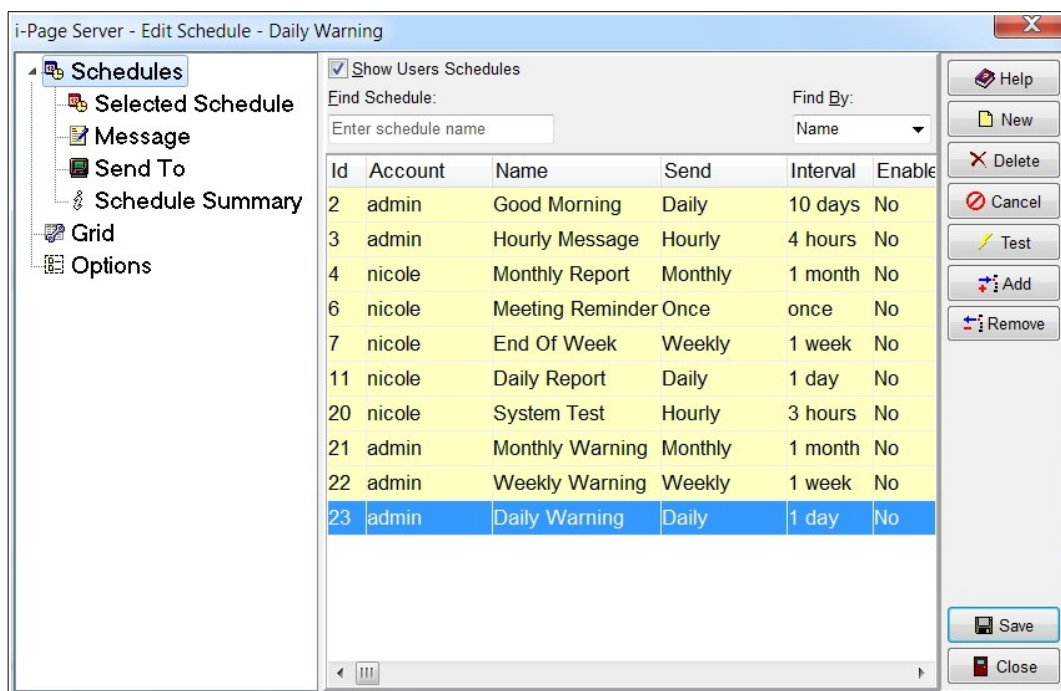 i-Page Server - Edit Schedule - Daily Warning
Schedules
Selected Schedule
Message
Send To
Schedule Summary
Grid
Options
Show Users Schedules
Find Schedule:
Find By:
Enter schedule name
Name
Id Account Name Send Interval Enable
2 admin Good Morning Daily 10 days No
3 admin Hourly Message Hourly 4 hours No
4 nicole Monthly Report Monthly 1 month No
6 nicole Meeting Reminder Once once No
7 nicole End Of Week Weekly 1 week No
11 nicole Daily Report Daily 1 day No
20 nicole System Test Hourly 3 hours No
21 admin Monthly Warning Monthly 1 month No
22 admin Weekly Warning Weekly 1 week No
23 admin Daily Warning Daily 1 day No
Help
New
Delete
Cancel
Test
Add
Remove
Save
Close